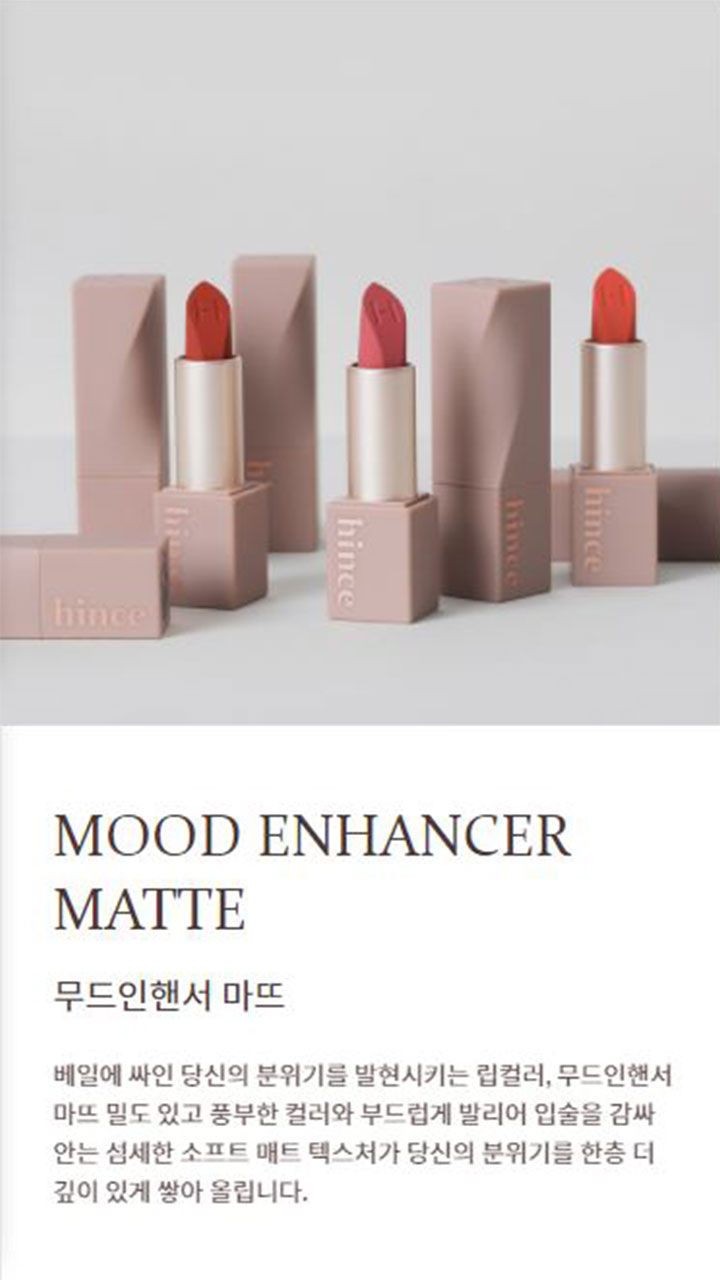 hince
hince
hince
hince
hince
hince
MOOD ENHANCER
MATTE
무드인핸서 마뜨
베일에 싸인 당신의 분위기를 발현시키는 립컬러, 무드인핸서
마뜨 밀도 있고 풍부한 컬러와 부드럽게 발리어 입술을 감싸
안는 섬세한 소프트 매트 텍스처가 당신의 분위기를 한층 더
깊이 있게 쌓아 올립니다.